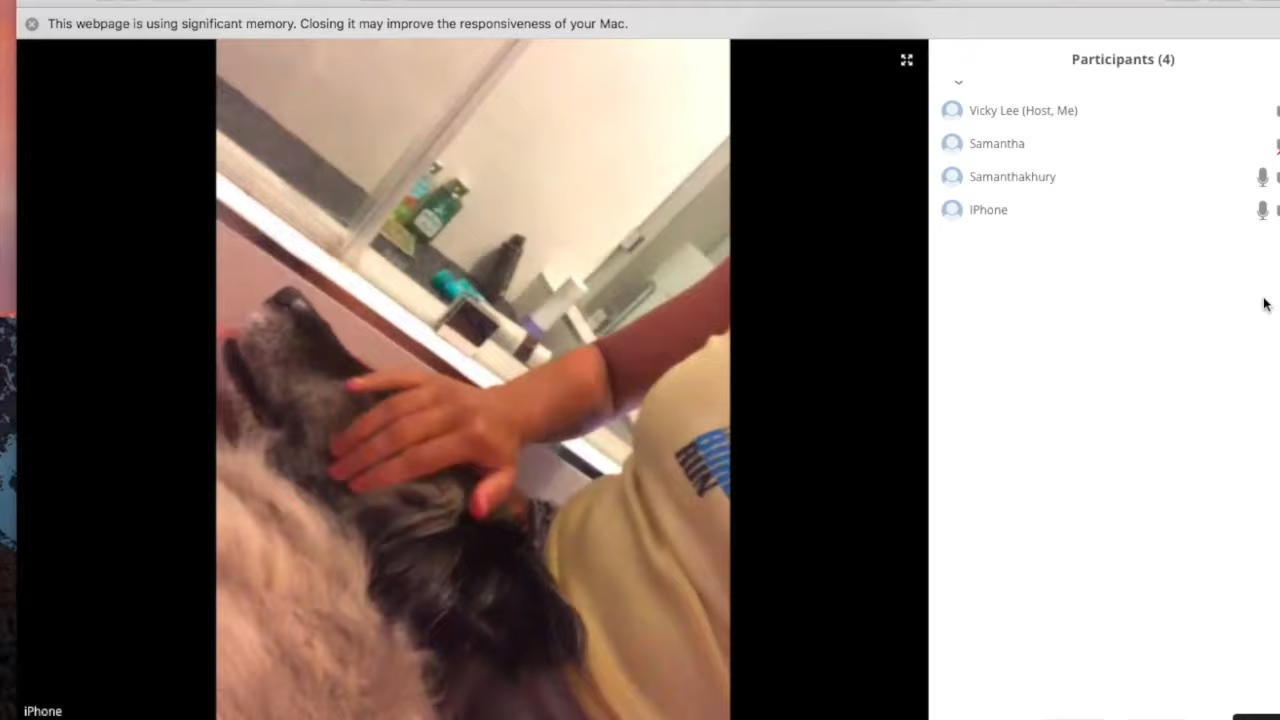 This webpage is using significant memory. Closing it may improve the responsiveness of your Mac.
Participants (4)
Vicky Lee (Host, Me)
Samantha
Samanthakhury
IPhone
RUN
iPhone